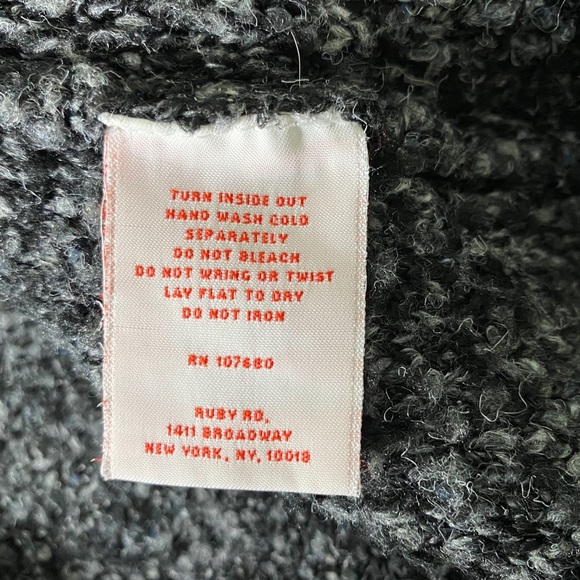 TURN INSIDE OUT
HAND WASH COLD
SEPARATELY
DO NOT BLEACH
DO NOT WRING OR TWIST
LAY FLAT TO DRY
DO NOT IRON
RN 107680
RUBY RD.
1411 BROADWAY
NEW YORK, NY, 10018